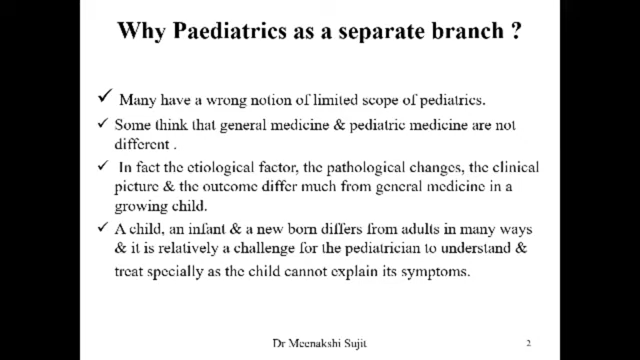 Why Paediatrics as a separate branch ?
✓ Many have a wrong notion of limited scope of pediatrics.
✓ Some think that general medicine & pediatric medicine are not
different .
✓ In fact the etiological factor, the pathological changes, the clinical
picture & the outcome differ much from general medicine in a
growing child.
✓ A child, an infant & a new born differs from adults in many ways
& it is relatively a challenge for the pediatrician to understand &
treat specially as the child cannot explain its symptoms.
Dr Meenakshi Sujit
2